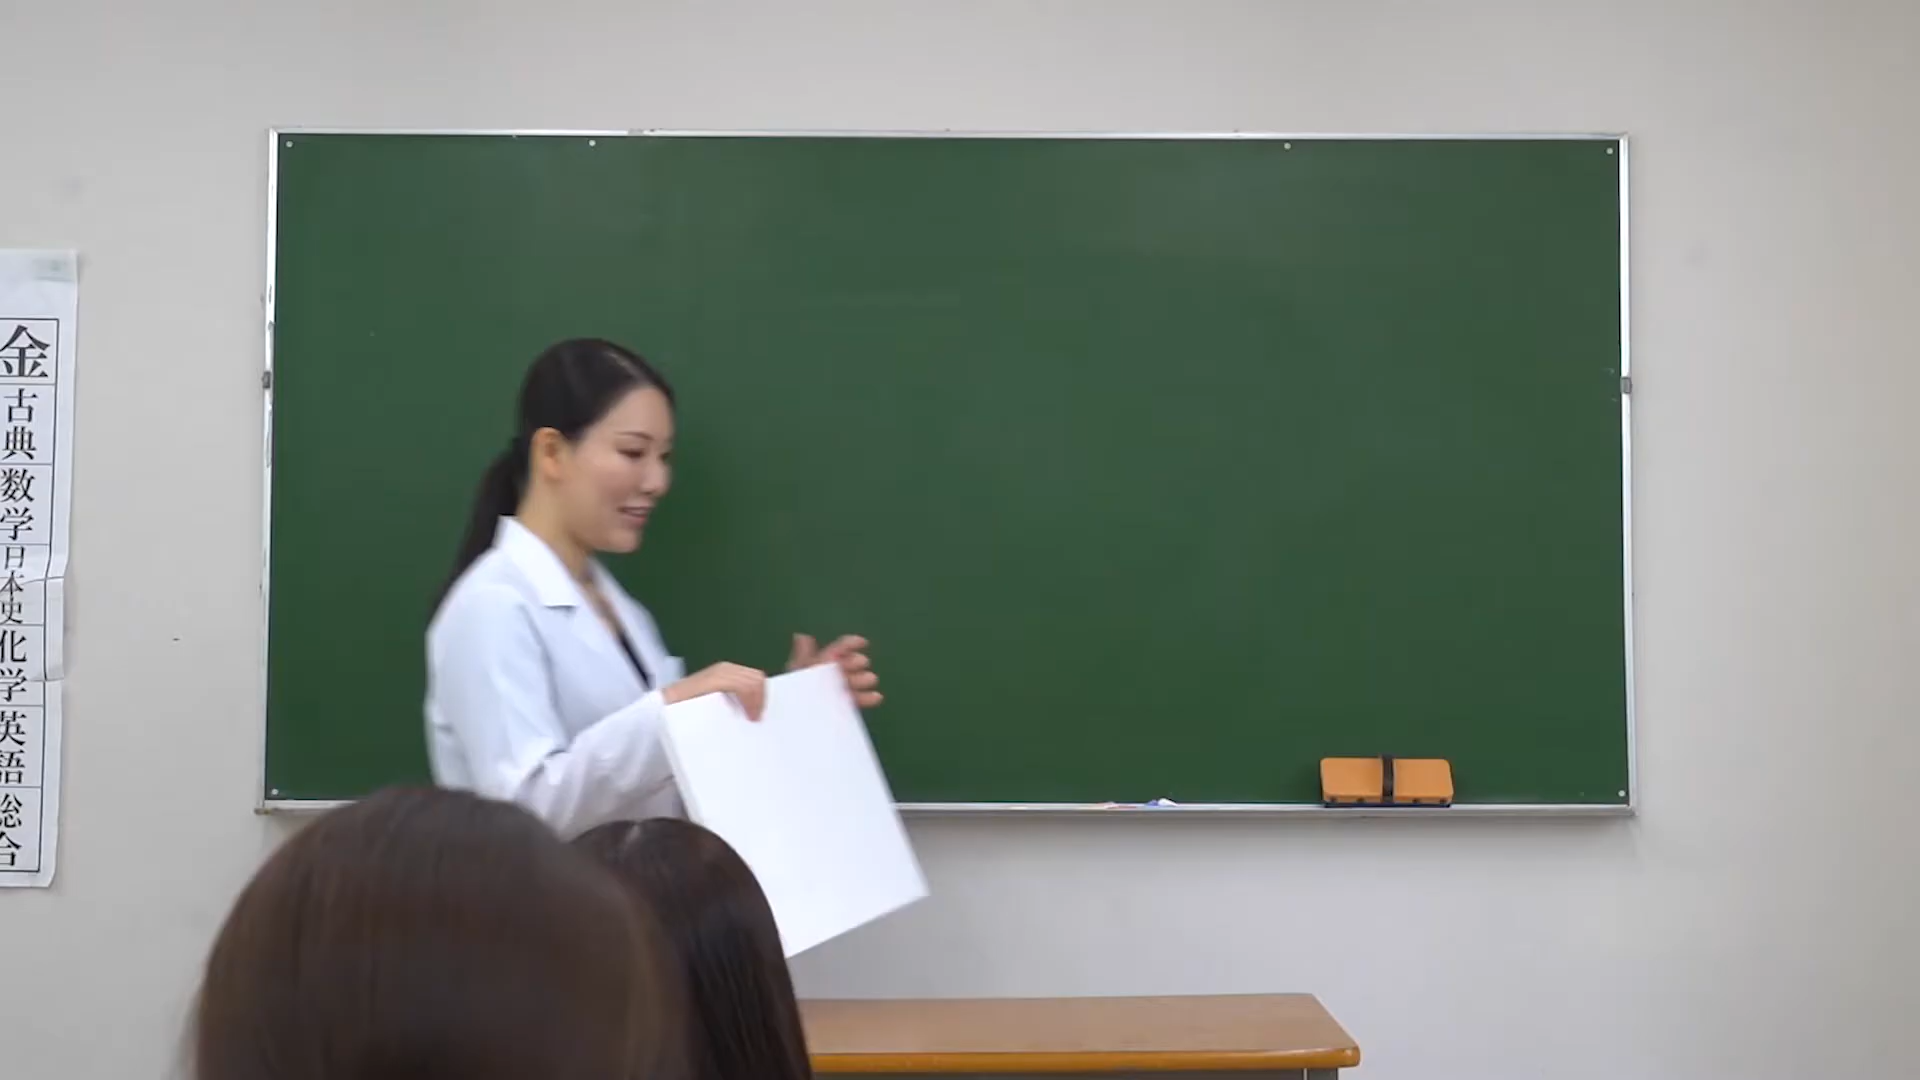 金
古典
数学
日本史
化学
英語
総合